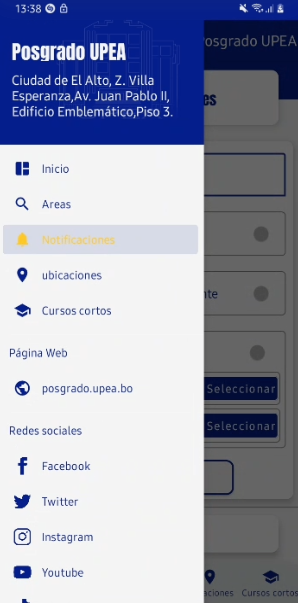 13:38
Posgrado UPEA
Ciudad de El Alto, Z. Villa
Esperanza,Av. Juan Pablo II,
Edificio Emblemático,Piso 3.
osgrado UPEA
es
Inicio
Areas
Notificaciones
ubicaciones
nte
Cursos cortos
Página Web
posgrado.upea.bo
Seleccionar
Seleccionar
Redes sociales
Facebook
Twitter
Instagram
Youtube
aciones
Cursos cortos